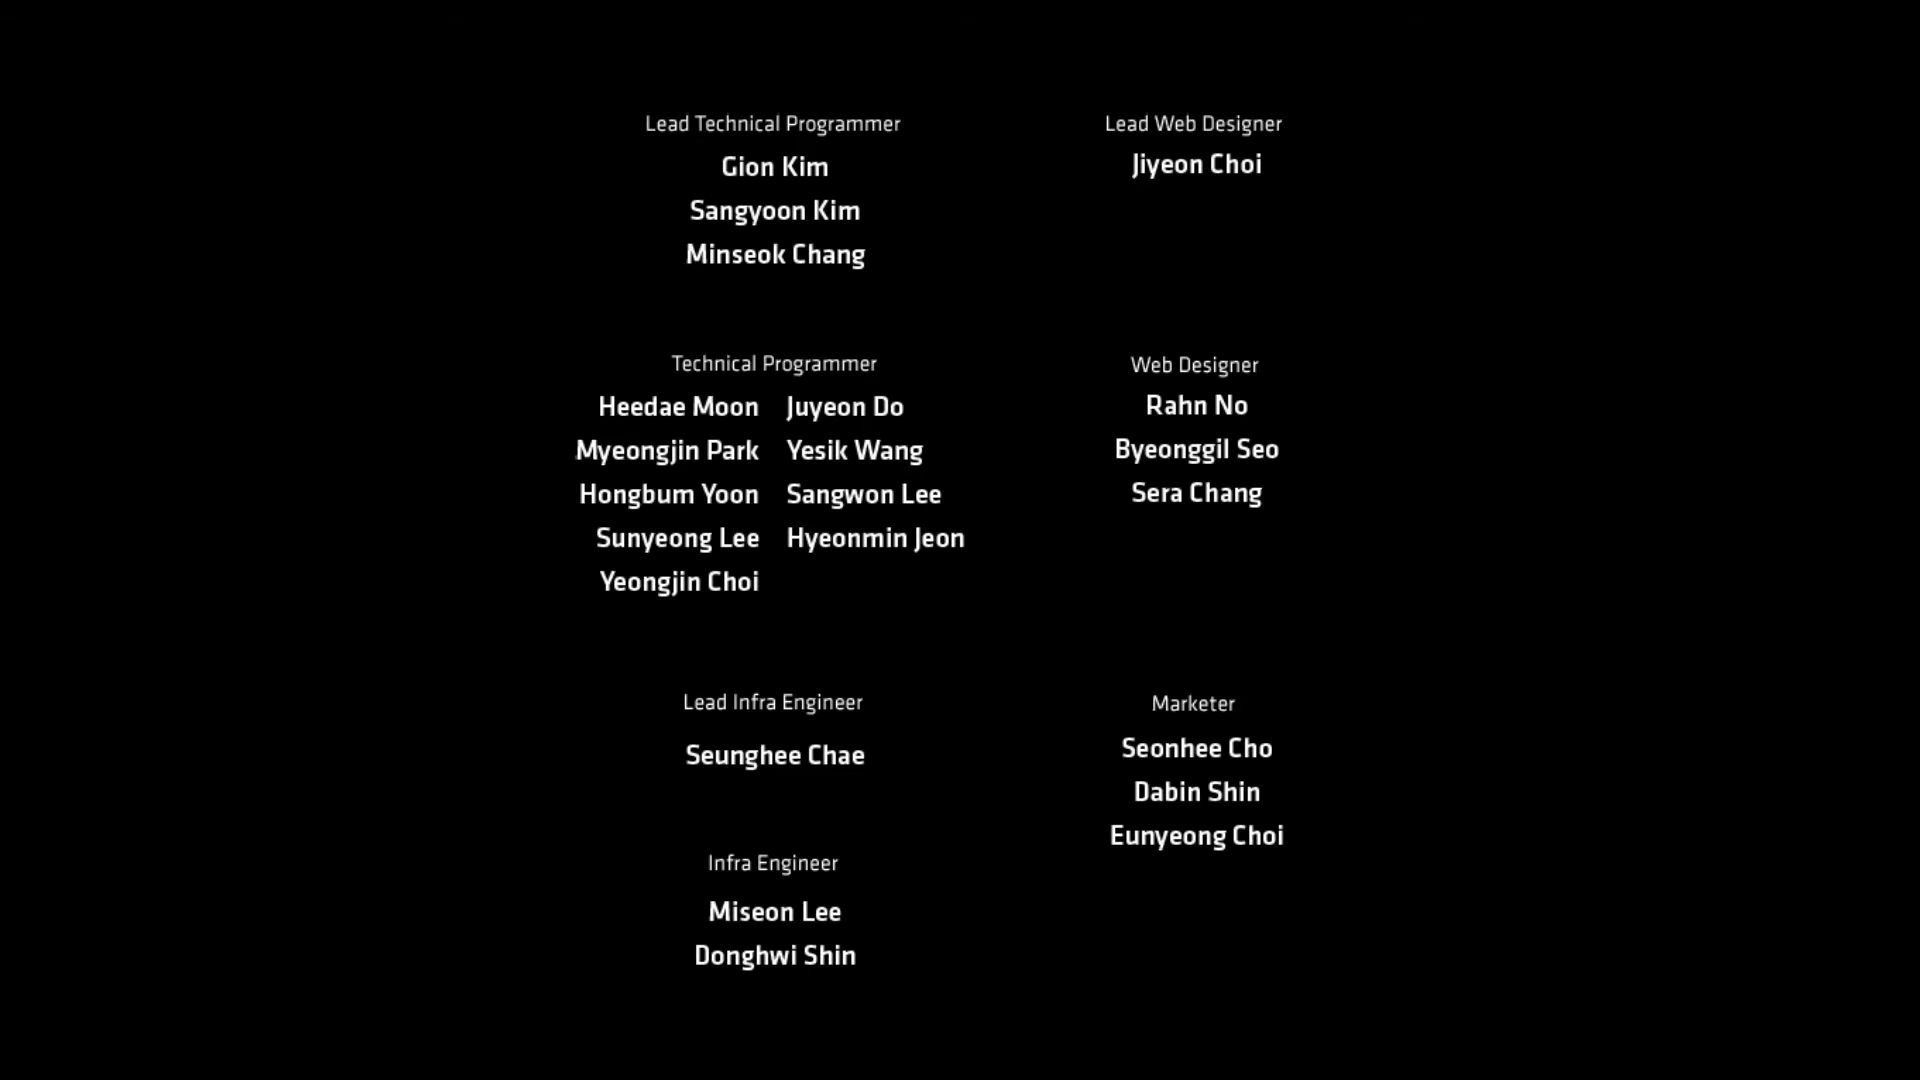 Lead Technical Programmer
Gion Kim
Sangyoon Kim
Minseok Chang
Technical Programmer
Heedae Moon Juyeon Do
Myeongjin Park Yesik Wang
Hongbum Yoon Sangwon Lee
Sunyeong Lee Hyeonmin Jeon
Yeongjin Choi
Lead Infra Engineer
Seunghee Chae
Infra Engineer
Miseon Lee
Donghwi Shin
Lead Web Designer
Jiyeon Choi
Web Designer
Rahn No
Byeonggil Seo
Sera Chang
Marketer
Seonhee Cho
Dabin Shin
Eunyeong Choi